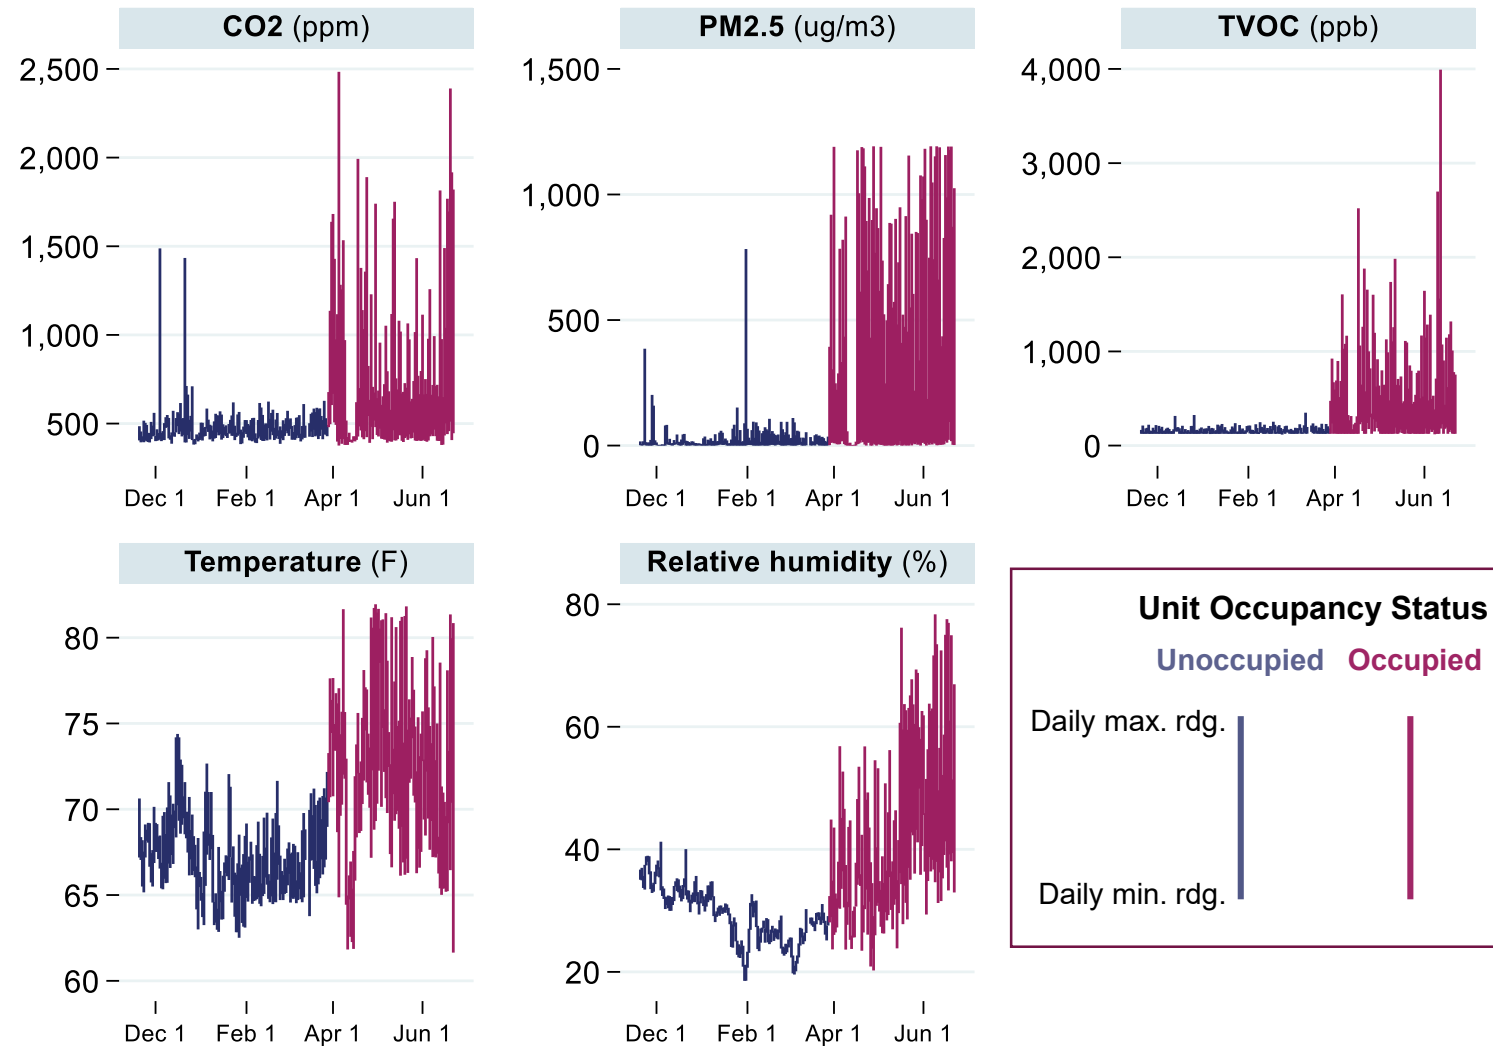 CO2 (ppm)
2,500
2,000
1,500
1,000
500
Dec 1 Feb 1 Apr 1 Jun 1
PM2.5 (ug/m3)
1,500
1,000
500
0
Dec 1 Feb 1 Apr 1 Jun 1
TVOC (ppb)
4,000
3,000
2,000
1,000
0
Dec 1 Feb 1 Apr 1 Jun 1
Temperature (F)
80
75
70
65
60
Dec 1 Feb 1 Apr 1 Jun 1
Relative humidity (%)
80
60
40
20
Dec 1 Feb 1 Apr 1 Jun 1
Unit Occupancy Status
Unoccupied Occupied
Daily max. rdg.
Daily min. rdg.